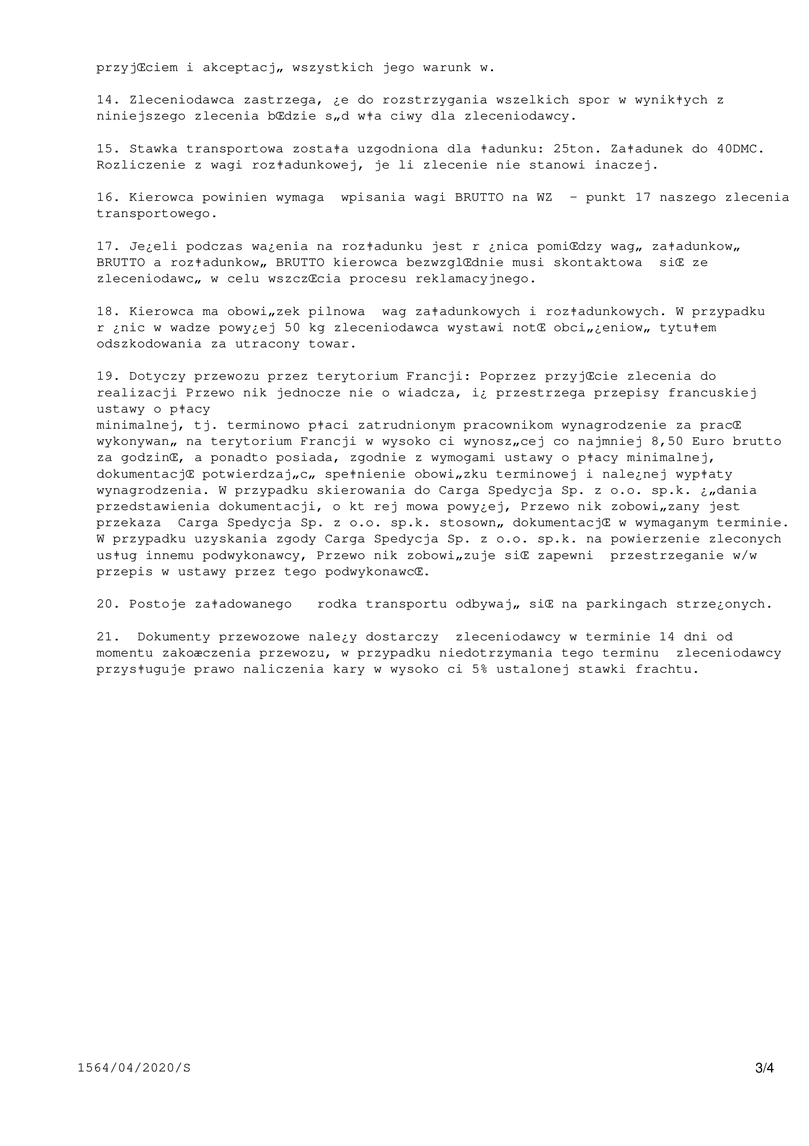 przyjŒciem i akceptacj„ wszystkich jego warunk w.
14. Zleceniodawca zastrzega, ¿e do rozstrzygania wszelkich spor w wynik‡ych z
niniejszego zlecenia bŒdzie s„d w‡a ciwy dla zleceniodawcy.
15. Stawka transportowa zosta‡a uzgodniona dla ‡adunku: 25ton. Za‡adunek do 40DMC.
Rozliczenie z wagi roz‡adunkowej, je li zlecenie nie stanowi inaczej.
16. Kierowca powinien wymaga  wpisania wagi BRUTTO na WZ  – punkt 17 naszego zlecenia
transportowego.
17. Je¿eli podczas wa¿enia na roz‡adunku jest r ¿nica pomiŒdzy wag„ za‡adunkow„
BRUTTO a roz‡adunkow„ BRUTTO kierowca bezwzglŒdnie musi skontaktowa  siŒ ze
zleceniodawc„ w celu wszczŒcia procesu reklamacyjnego.
18. Kierowca ma obowi„zek pilnowa  wag za‡adunkowych i roz‡adunkowych. W przypadku
r ¿nic w wadze powy¿ej 50 kg zleceniodawca wystawi notŒ obci„¿eniow„ tytu‡em
odszkodowania za utracony towar.
19. Dotyczy przewozu przez terytorium Francji: Poprzez przyjŒcie zlecenia do
realizacji Przewo nik jednocze nie o wiadcza, i¿ przestrzega przepisy francuskiej
ustawy o p‡acy
minimalnej, tj. terminowo p‡aci zatrudnionym pracownikom wynagrodzenie za pracŒ
wykonywan„ na terytorium Francji w wysoko ci wynosz„cej co najmniej 8,50 Euro brutto
za godzinŒ, a ponadto posiada, zgodnie z wymogami ustawy o p‡acy minimalnej,
dokumentacjŒ potwierdzaj„c„ spe‡nienie obowi„zku terminowej i nale¿nej wyp‡aty
wynagrodzenia. W przypadku skierowania do Carga Spedycja Sp. z o.o. sp.k. ¿„dania
przedstawienia dokumentacji, o kt rej mowa powy¿ej, Przewo nik zobowi„zany jest
przekaza  Carga Spedycja Sp. z o.o. sp.k. stosown„ dokumentacjŒ w wymaganym terminie.
W przypadku uzyskania zgody Carga Spedycja Sp. z o.o. sp.k. na powierzenie zleconych
us‡ug innemu podwykonawcy, Przewo nik zobowi„zuje siŒ zapewni  przestrzeganie w/w
przepis w ustawy przez tego podwykonawcŒ.
20. Postoje za‡adowanego   rodka transportu odbywaj„ siŒ na parkingach strze¿onych.
21.  Dokumenty przewozowe nale¿y dostarczy  zleceniodawcy w terminie 14 dni od
momentu zakoæczenia przewozu, w przypadku niedotrzymania tego terminu  zleceniodawcy
przys‡uguje prawo naliczenia kary w wysoko ci 5% ustalonej stawki frachtu.
1564/04/2020/S
3/4